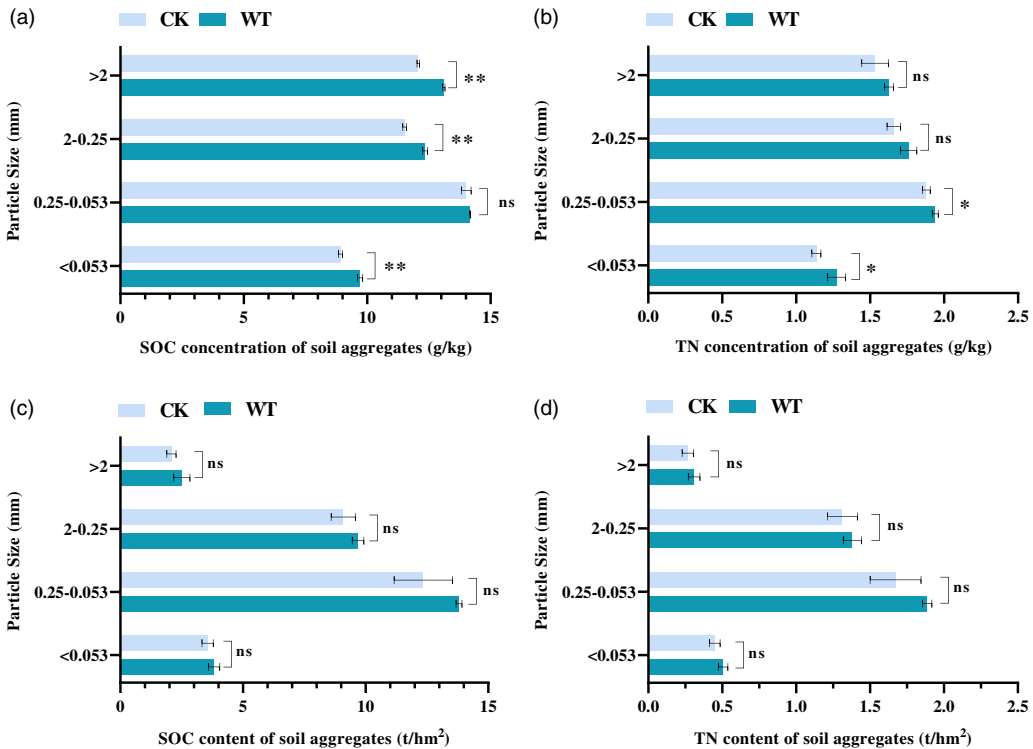 (a)
CK WT
Particle Size (mm)
>2
**
2-0.25
**
0.25-0.053
ns
<0.053
**
0 5 10 15
SOC concentration of soil aggregates (g/kg)
(b)
CK WT
Particle Size (mm)
>2
ns
2-0.25
ns
0.25-0.053
*
<0.053
*
0.0 0.5 1.0 1.5 2.0 2.5
TN concentration of soil aggregates (g/kg)
(c)
CK WT
Particle Size (mm)
>2
ns
2-0.25
ns
0.25-0.053
ns
<0.053
ns
0 5 10 15
SOC content of soil aggregates (t/hm²)
(d)
CK WT
Particle Size (mm)
>2
ns
2-0.25
ns
0.25-0.053
ns
<0.053
ns
0.0 0.5 1.0 1.5 2.0 2.5
TN content of soil aggregates (t/hm²)